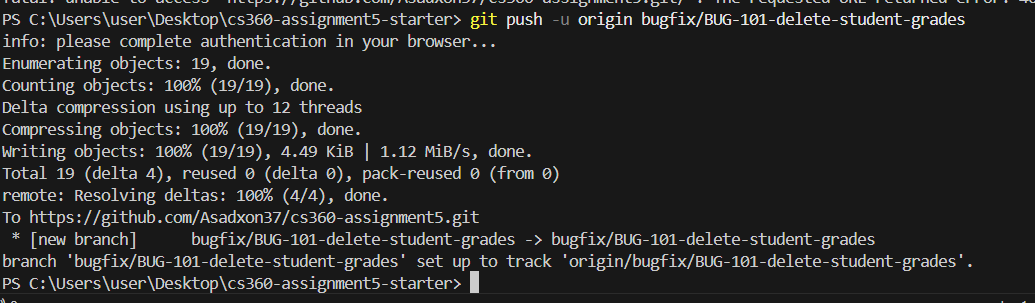 PS C:\Users\user\Desktop\cs360-assignment5-starter> git push -u origin bugfix/BUG-101-delete-student-grades
info: please complete authentication in your browser...
Enumerating objects: 19, done.
Counting objects: 100% (19/19), done.
Delta compression using up to 12 threads
Compressing objects: 100% (19/19), done.
Writing objects: 100% (19/19), 4.49 KiB | 1.12 MiB/s, done.
Total 19 (delta 4), reused 0 (delta 0), pack-reused 0 (from 0)
remote: Resolving deltas: 100% (4/4), done.
To https://github.com/Asadxon37/cs360-assignment5.git
 * [new branch]      bugfix/BUG-101-delete-student-grades -> bugfix/BUG-101-delete-student-grades
branch 'bugfix/BUG-101-delete-student-grades' set up to track 'origin/bugfix/BUG-101-delete-student-grades'.
PS C:\Users\user\Desktop\cs360-assignment5-starter>